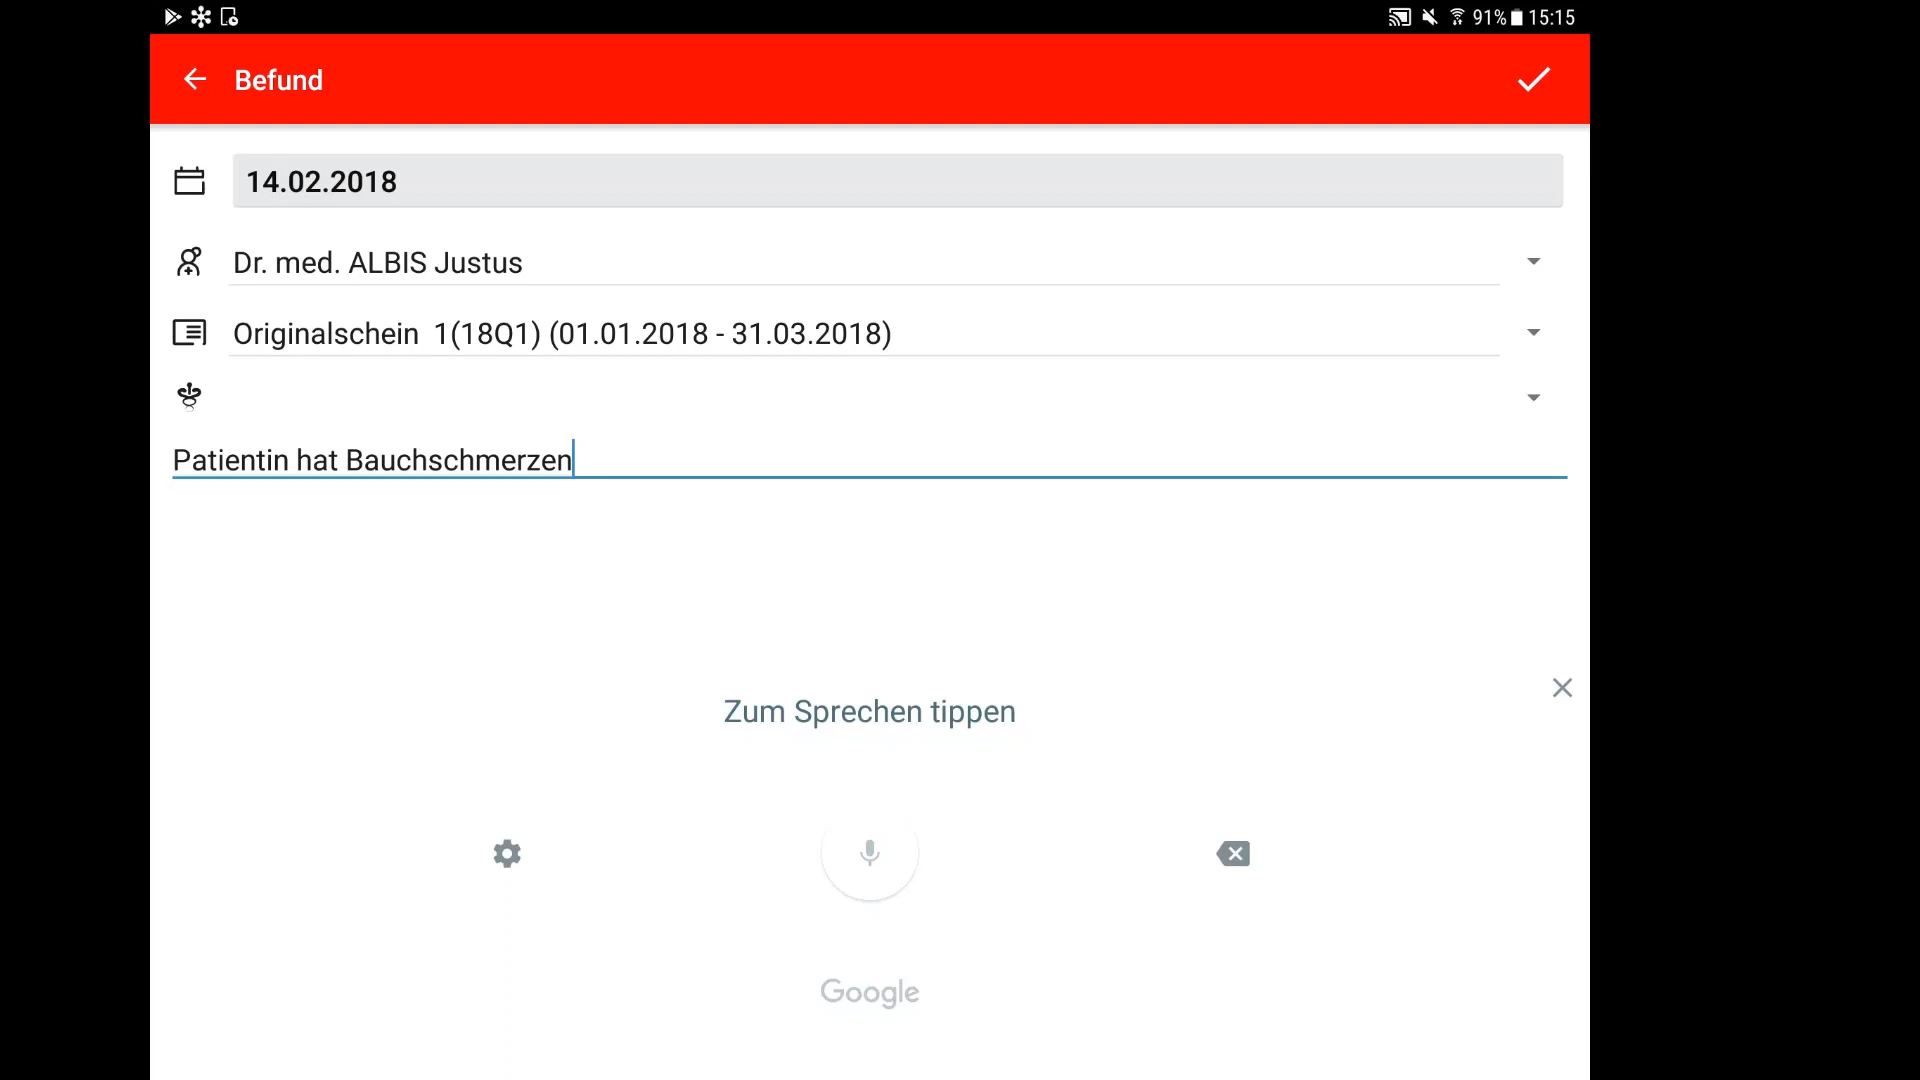 91% 15:15
Befund
14.02.2018
Dr. med. ALBIS Justus
Originalschein 1(18Q1) (01.01.2018 - 31.03.2018)
Patientin hat Bauchschmerzen
Zum Sprechen tippen
Google